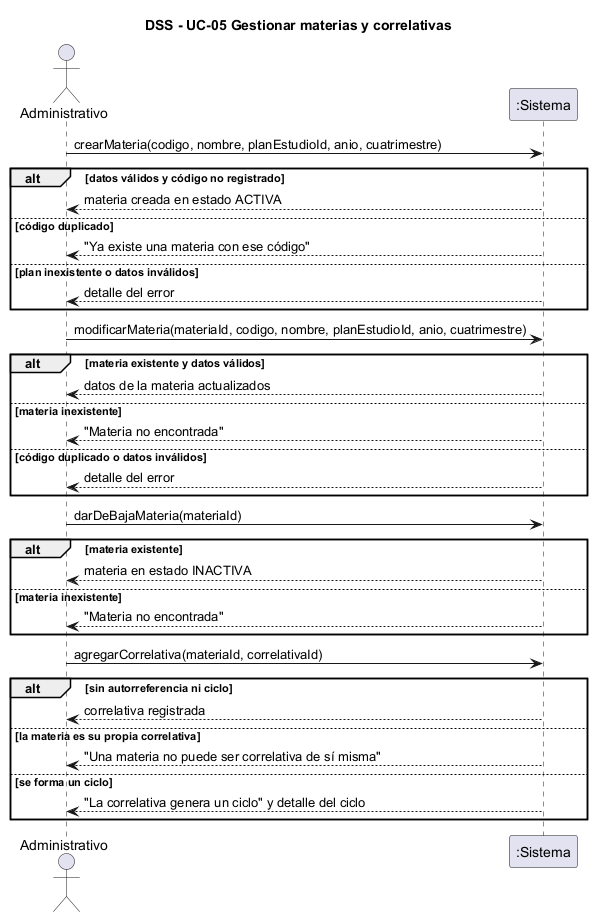 DSS - UC-05 Gestionar materias y correlativas
Administrativo
:Sistema
crearMateria(codigo, nombre, planEstudioId, anio, cuatrimestre)
alt [datos válidos y código no registrado]
materia creada en estado ACTIVA
[código duplicado]
"Ya existe una materia con ese código"
[plan inexistente o datos inválidos]
detalle del error
modificarMateria(materiaId, codigo, nombre, planEstudioId, anio, cuatrimestre)
alt [materia existente y datos válidos]
datos de la materia actualizados
[materia inexistente]
"Materia no encontrada"
[código duplicado o datos inválidos]
detalle del error
darDeBajaMateria(materiaId)
alt [materia existente]
materia en estado INACTIVA
[materia inexistente]
"Materia no encontrada"
agregarCorrelativa(materiaId, correlativaId)
alt [sin autorreferencia ni ciclo]
correlativa registrada
[la materia es su propia correlativa]
"Una materia no puede ser correlativa de sí misma"
[se forma un ciclo]
"La correlativa genera un ciclo" y detalle del ciclo
Administrativo
:Sistema